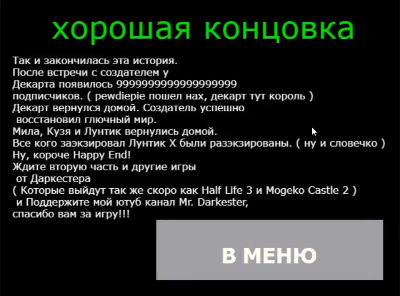 хорошая концовка
Так и закончилась эта история.
После встречи с создателем у
Декарта появилось 9999999999999999999
подписчиков. ( pewdiepie пошел нах, декарт тут король )
Декарт вернулся домой. Создатель успешно
восстановил глючный мир.
Мила, Кузя и Лунтик вернулись домой.
Все кого заэкзировал Лунтик Х были разэкзированы. ( ну и словечко )
Ну, короче Happy End!
Ждите вторую часть и другие игры
от Даркестера
( Которые выйдут так же скоро как Half Life 3 и Mogeko Castle 2 )
и Поддержите мой ютуб канал Mr. Darkester,
спасибо вам за игру!!!
В МЕНЮ